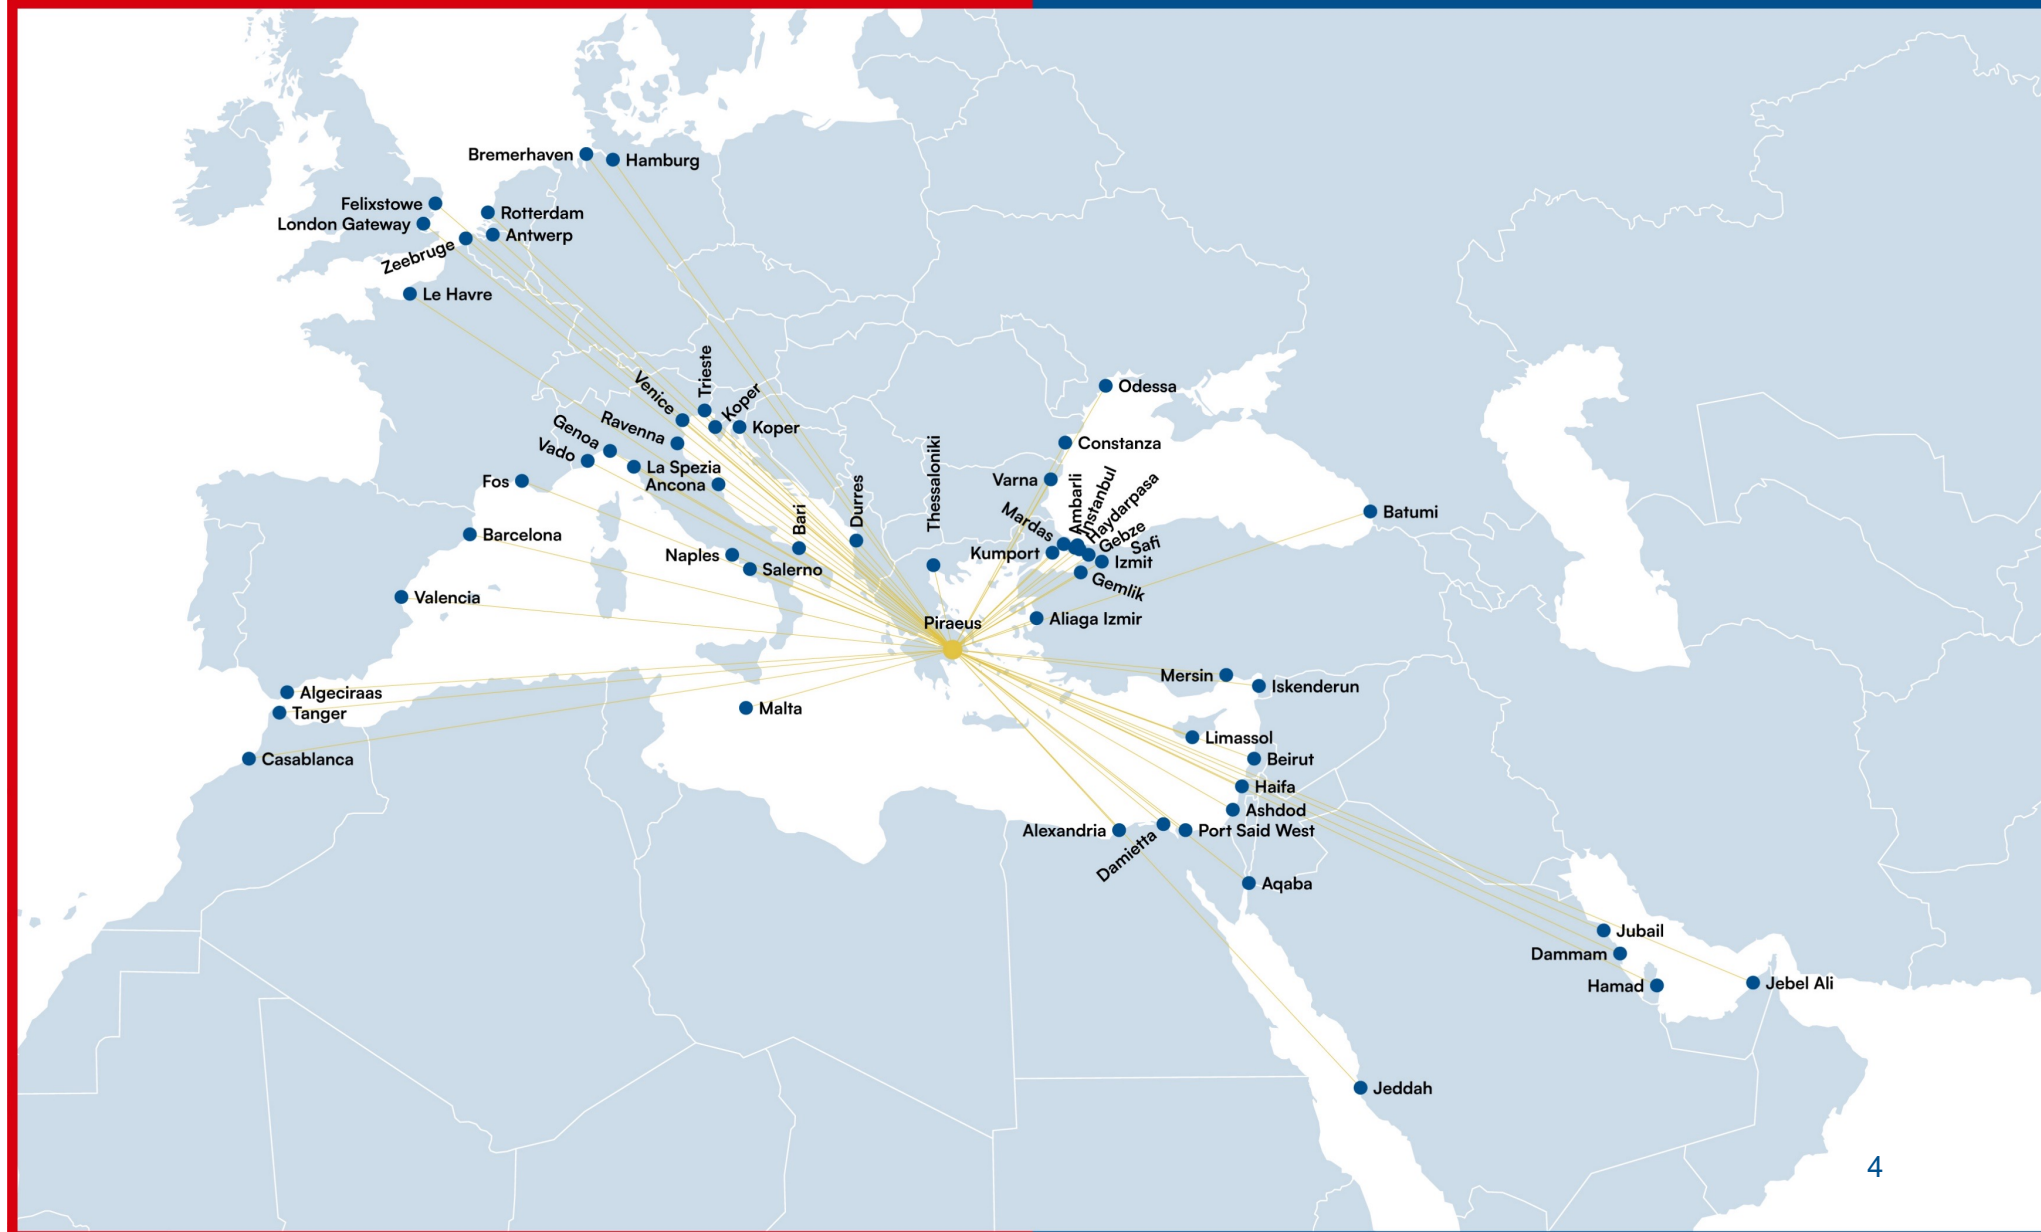 Bremerhaven
Hamburg
Felixstowe
Rotterdam
London Gateway
Antwerp
Zeebruge
Le Havre
Trieste
Venice
Koper
Koper
Odessa
Ravenna
Genoa
Vado
La Spezia
Ancona
Constanza
Thessaloniki
Fos
Bari
Durres
Varna
Mardas
Ambarli
Instanbul
Haydarpasa
Gebze
Safi
Batumi
Barcelona
Naples
Salerno
Kumport
Izmit
Gemlik
Valencia
Piraeus
Aliaga Izmir
Mersin
Iskenderun
Algeciraas
Tanger
Malta
Casablanca
Limassol
Beirut
Haifa
Ashdod
Alexandria
Damietta
Port Said West
Aqaba
Jubail
Dammam
Hamad
Jebel Ali
Jeddah
4